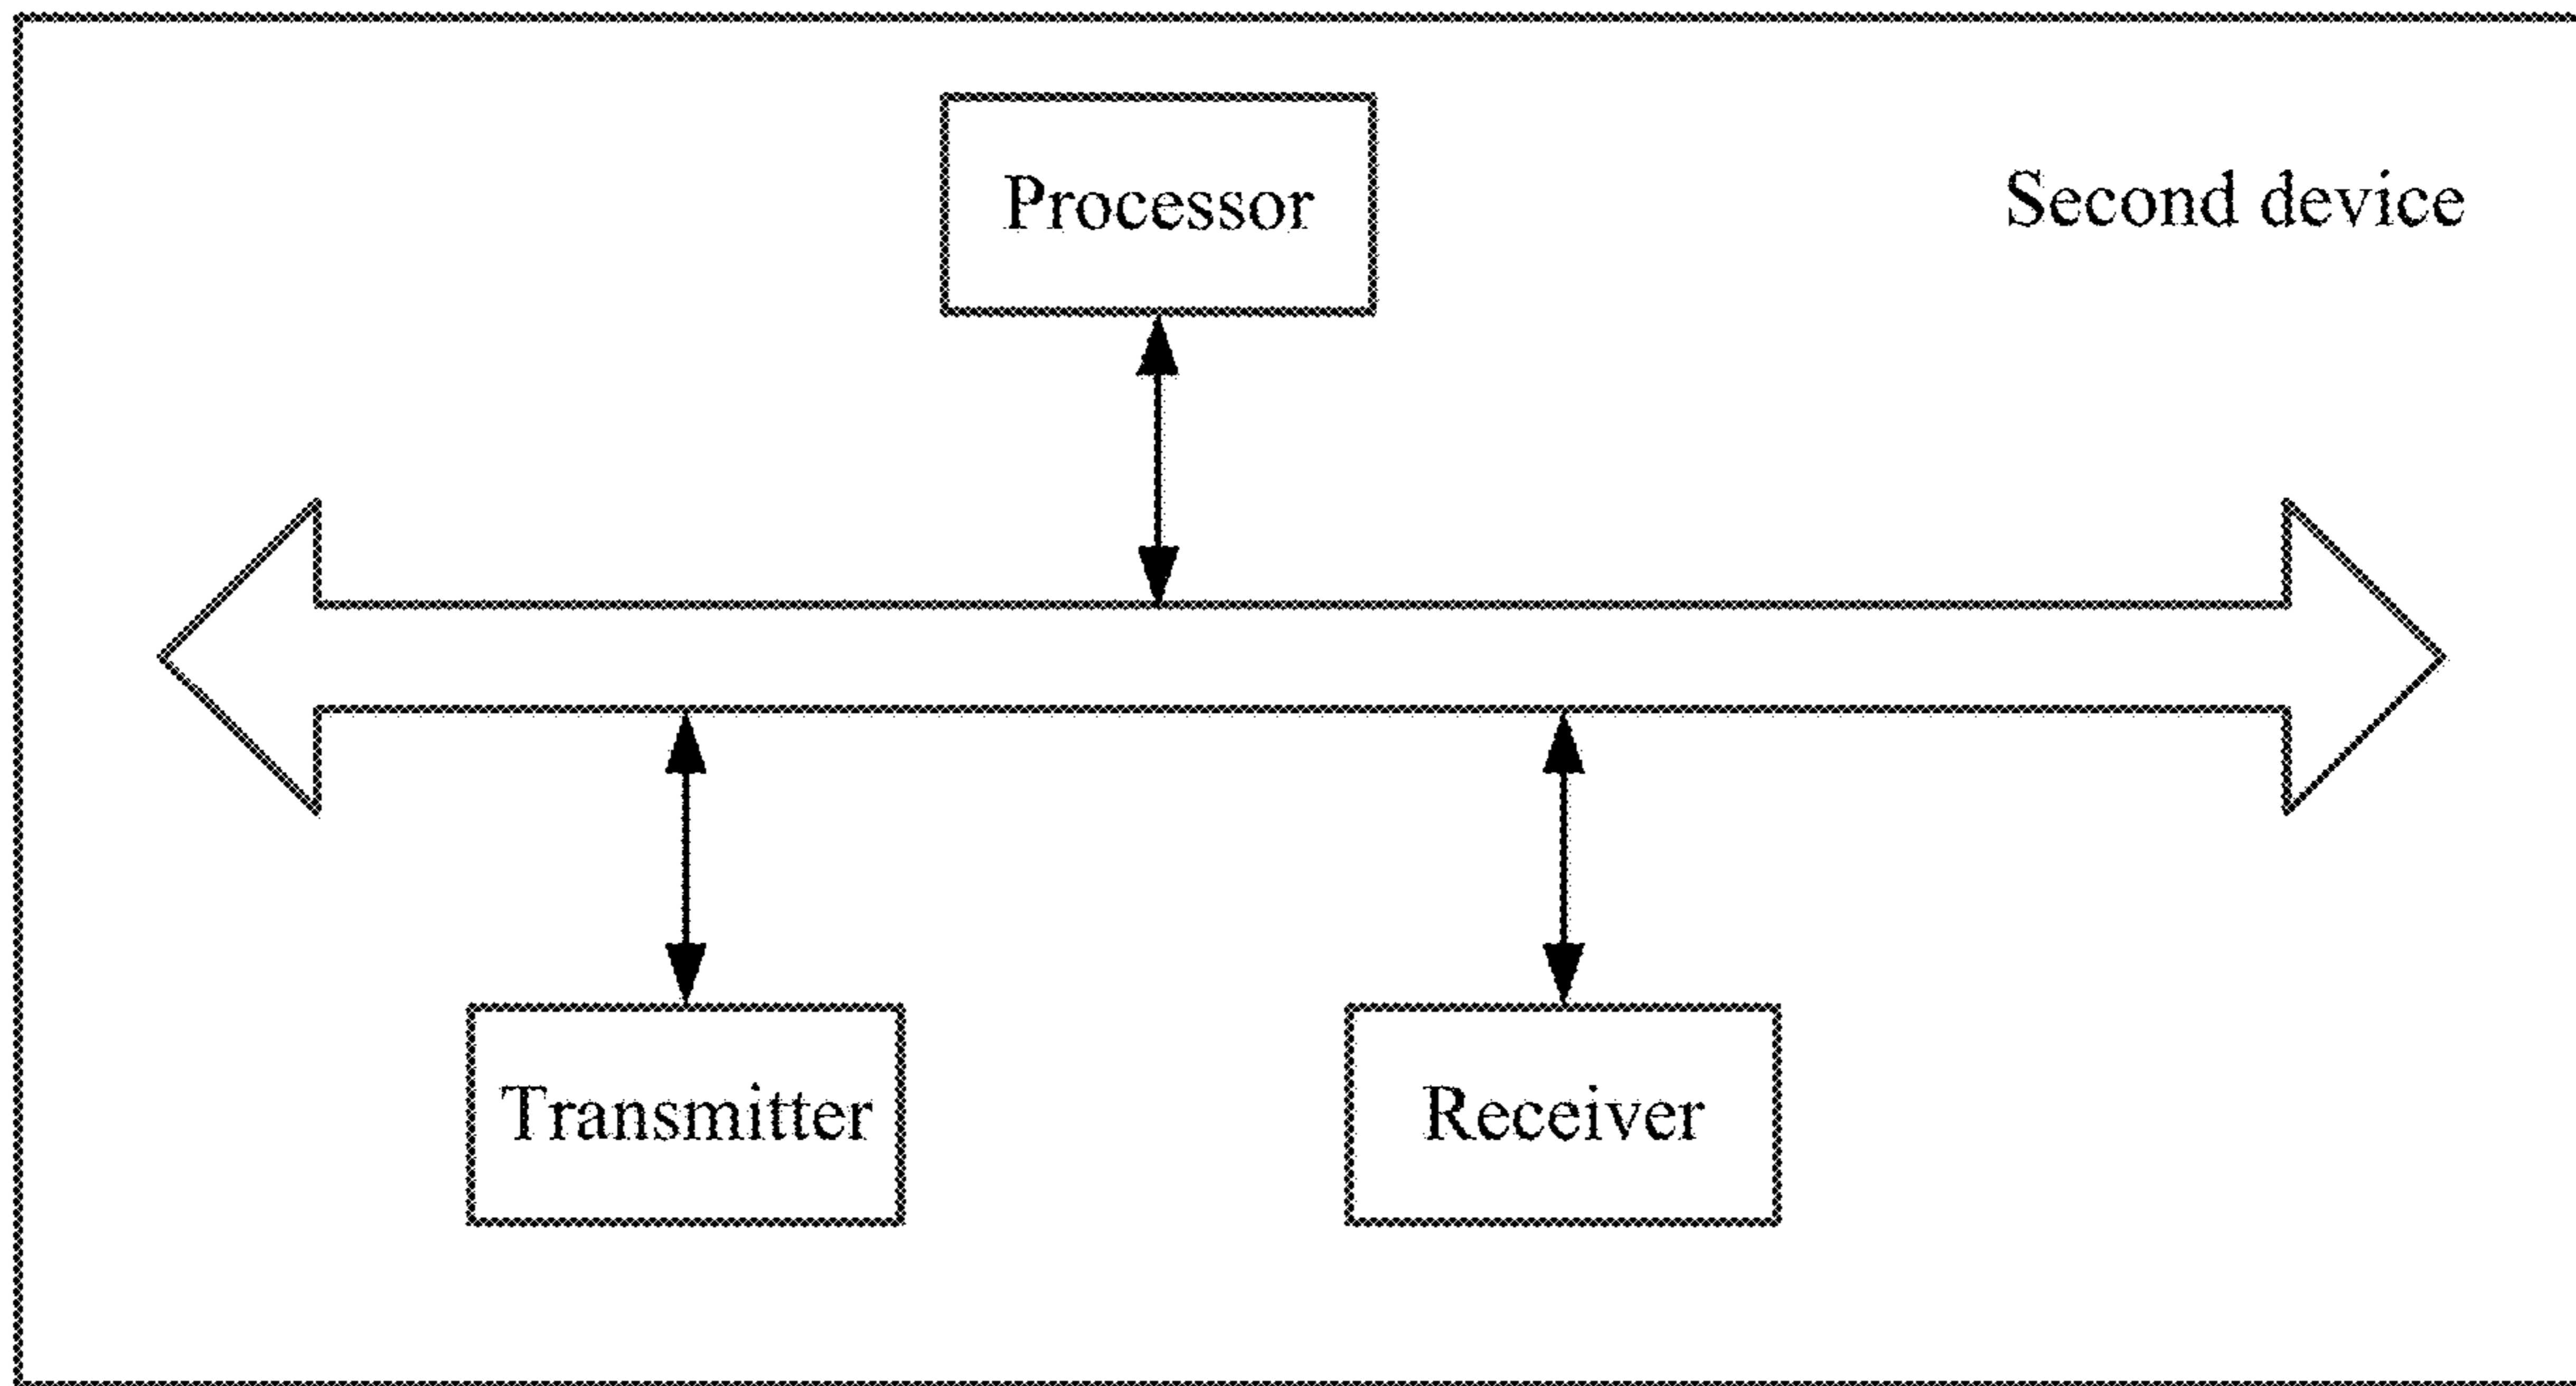 Processor
Second device
Transmitter
Receiver